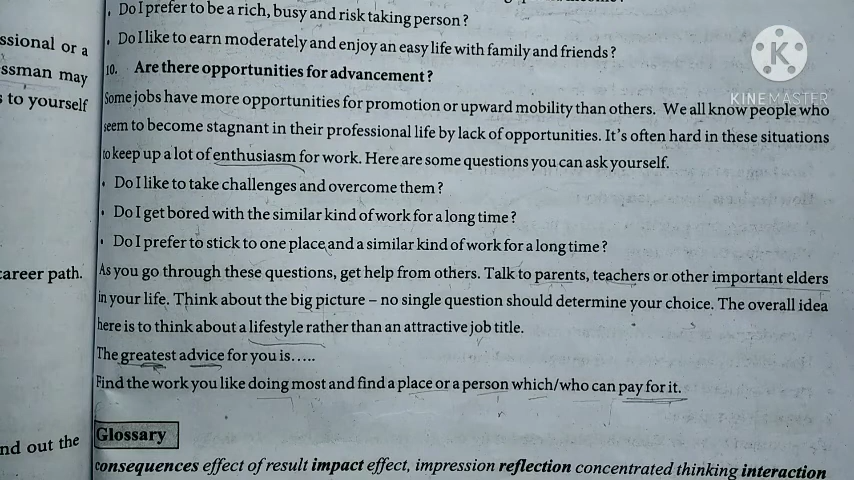 • Do I prefer to be a rich, busy and risk taking person?
• Do I like to earn moderately and enjoy an easy life with family and friends?
10. Are there opportunities for advancement?
Some jobs have more opportunities for promotion or upward mobility than others. We all know people who
seem to become stagnant in their professional life by lack of opportunities. It's often hard in these situations
to keep up a lot of enthusiasm for work. Here are some questions you can ask yourself.
• Do I like to take challenges and overcome them?
• Do I get bored with the similar kind of work for a long time?
• Do I prefer to stick to one place and a similar kind of work for a long time?
As you go through these questions, get help from others. Talk to parents, teachers or other important elders
in your life. Think about the big picture – no single question should determine your choice. The overall idea
here is to think about a lifestyle rather than an attractive job title.
The greatest advice for you is.....
Find the work you like doing most and find a place or a person which/who can pay for it.
Glossary
consequences effect of result impact effect, impression reflection concentrated thinking interaction
or a
may
to yourself
career path.
out the
KINEMASTER